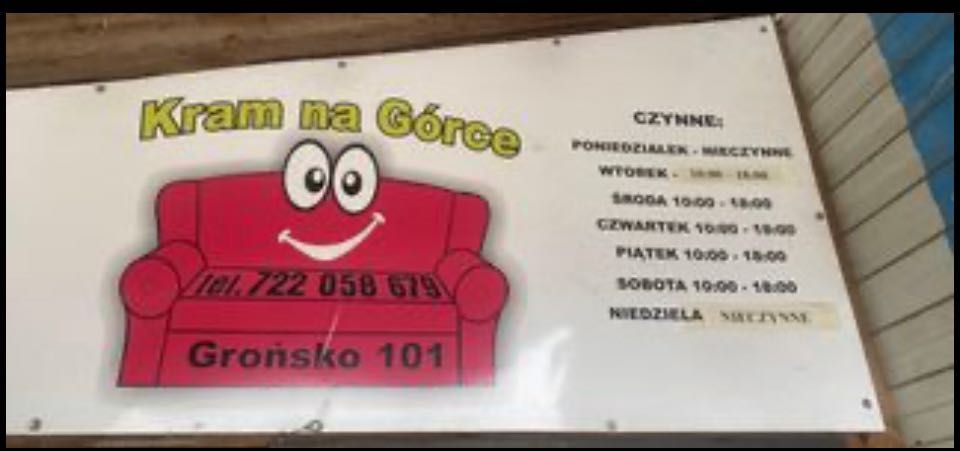 Kram na Górce
tel. 722 058 679
Grońsko 101
CZYNNE:
PONIEDZIAŁEK - NIECZYNNE
WTOREK - 10:00 - 18:00
ŚRODA 10:00 - 18:00
CZWARTEK 10:00 - 18:00
PIĄTEK 10:00 - 18:00
SOBOTA 10:00 - 18:00
NIEDZIELA NIECZYNNE